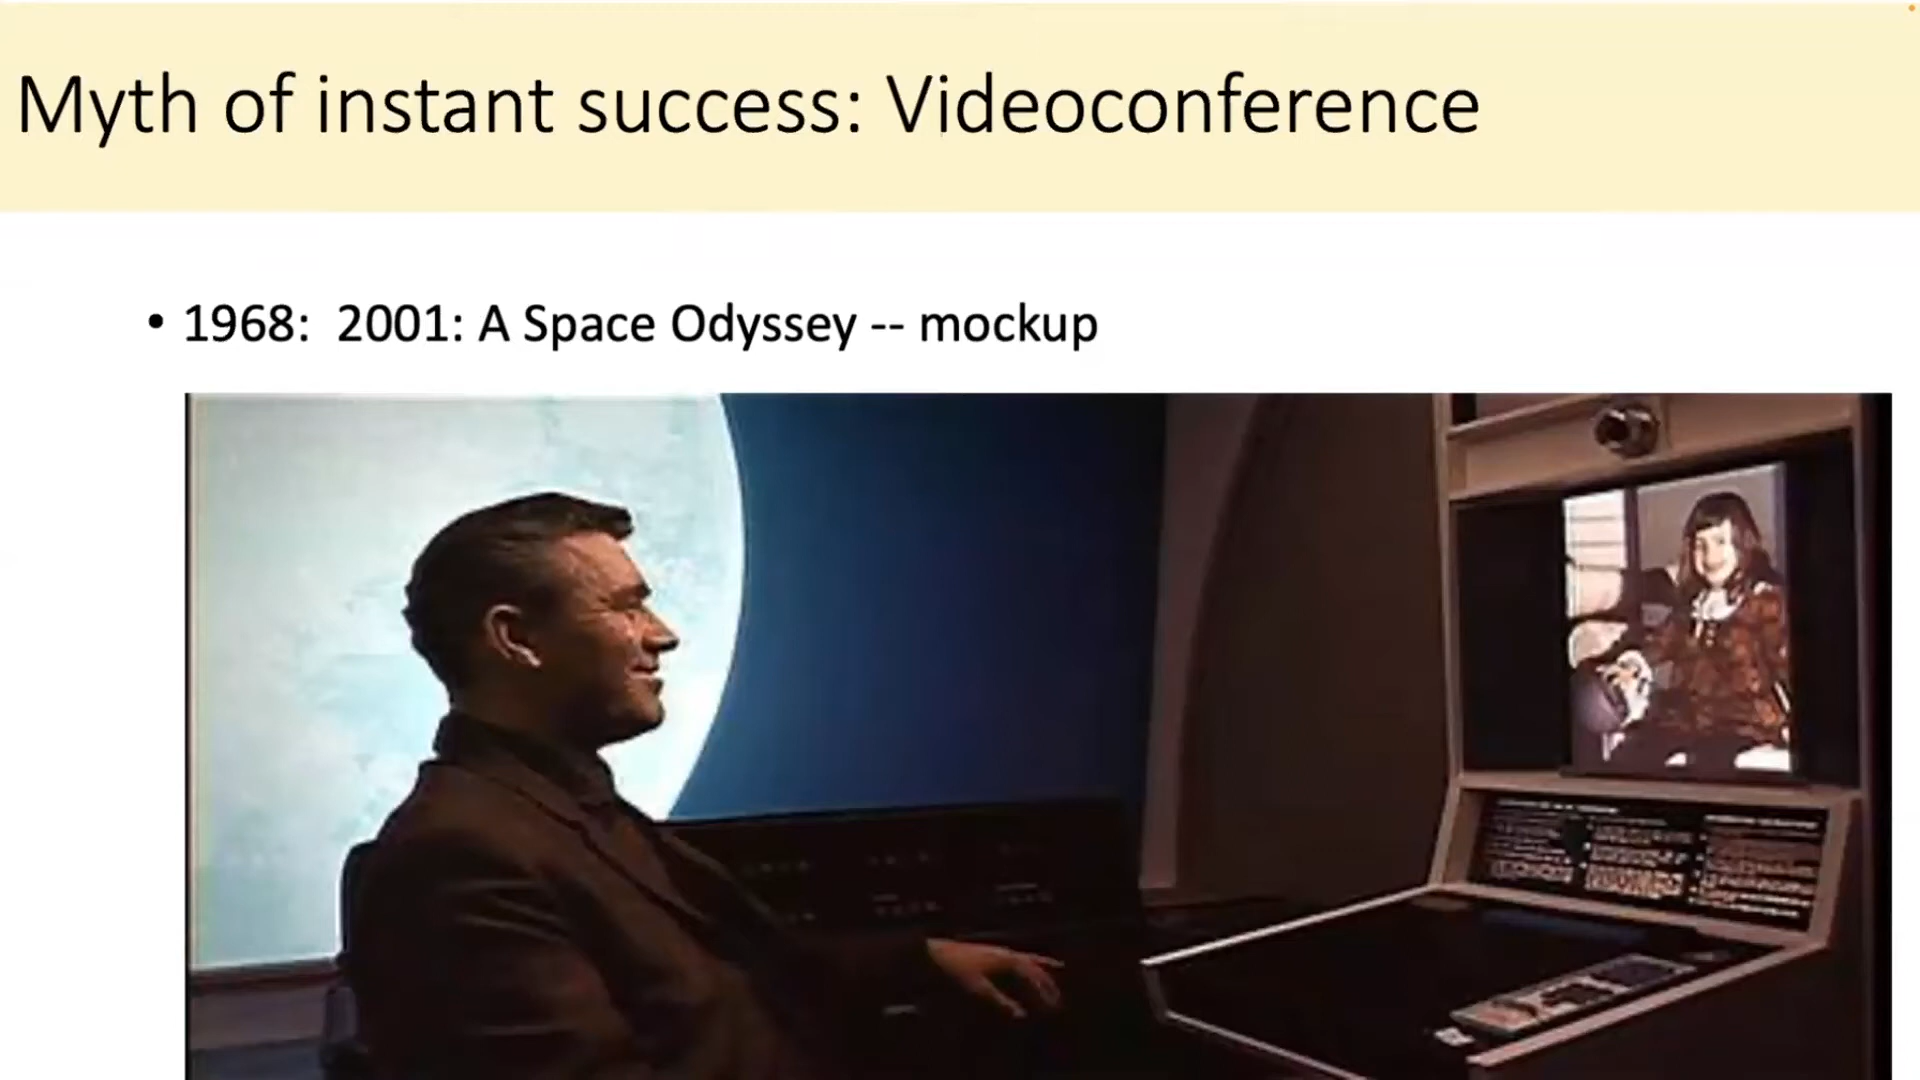 Myth of instant success: Videoconference
• 1968:  2001: A Space Odyssey -- mockup